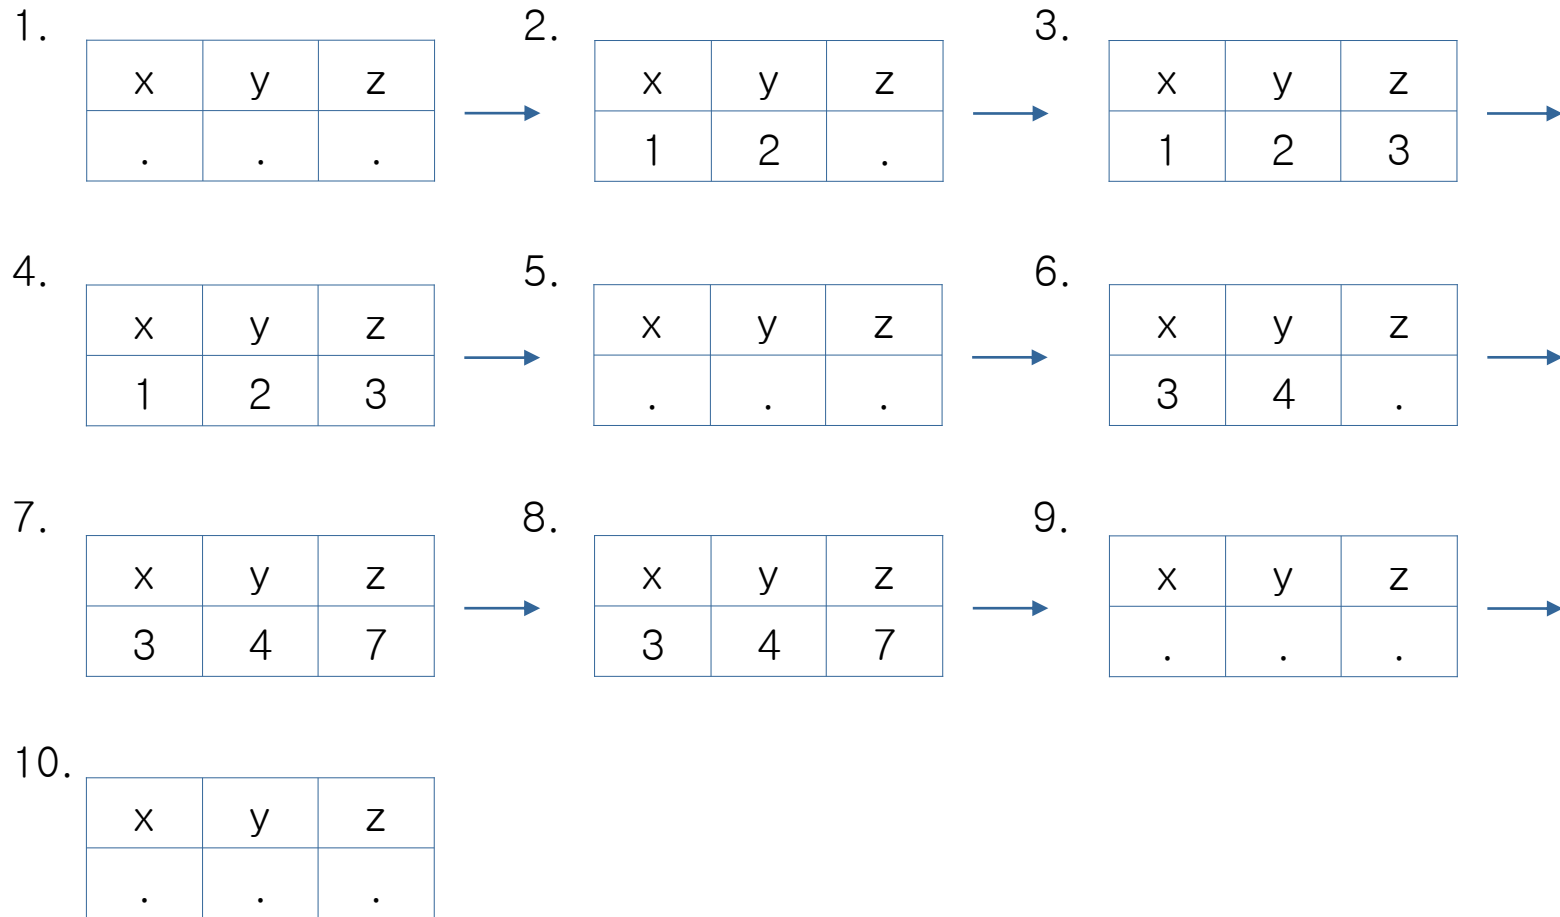 1. 2. 3.
x y z x y z x y z
. . . 1 2 . 1 2 3
4. 5. 6.
x y z x y z x y z
1 2 3 . . . 3 4 .
7. 8. 9.
x y z x y z x y z
3 4 7 3 4 7 . . .
10.
x y z
. . .